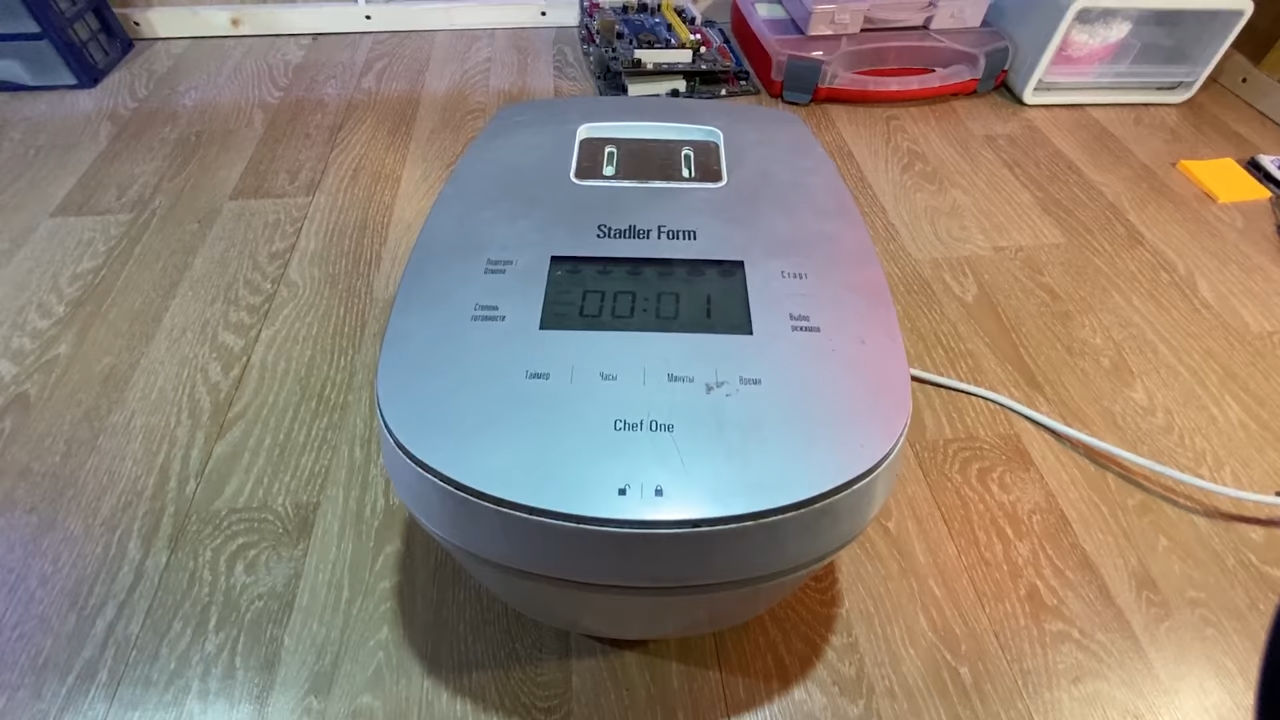 Stadler Form
Подогрев /
Отмена
Старт
00:01
Степень
готовности
Выбор
режимов
Таймер
Часы
Минуты
Время
Chef One